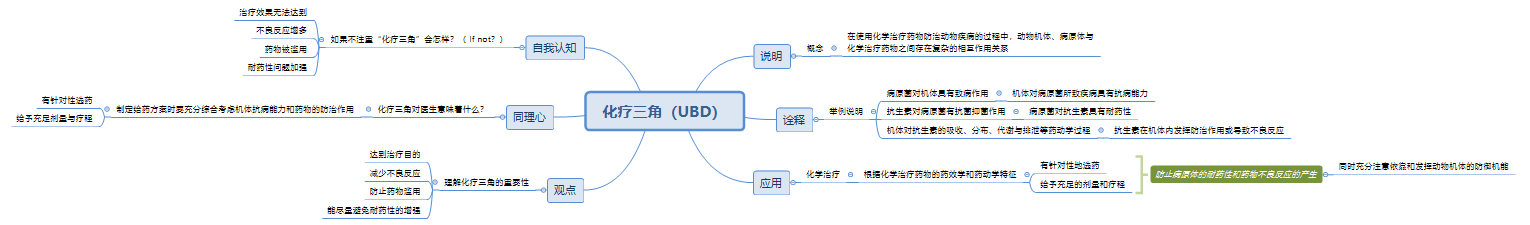 化疗三角（UBD）
说明
概念
在使用化学治疗药物防治动物疾病的过程中，动物机体、病原体与
化学治疗药物之间存在复杂的相互作用关系
诠释
举例说明
病原菌对机体具有致病作用
机体对病原菌所致疾病具有抗病能力
抗生素对病原菌有抗菌抑菌作用
病原菌对抗生素具有耐药性
机体对抗生素的吸收、分布、代谢与排泄等药动学过程
抗生素在机体内发挥防治作用或导致不良反应
应用
化学治疗
根据化学治疗药物的药效学和药动学特征
有针对性地选药
给予充足的剂量和疗程
防止病原体的耐药性和药物不良反应的产生
同时充分注意依靠和发挥动物机体的防御机能
自我认知
如果不注重“化疗三角”会怎样？（ If not？）
治疗效果无法达到
不良反应增多
药物被滥用
耐药性问题加强
同理心
化疗三角对医生意味着什么？
制定给药方案时要充分综合考虑机体抗病能力和药物的防治作用
有针对性选药
给予充足剂量与疗程
观点
理解化疗三角的重要性
达到治疗目的
减少不良反应
防止药物滥用
能尽量避免耐药性的增强